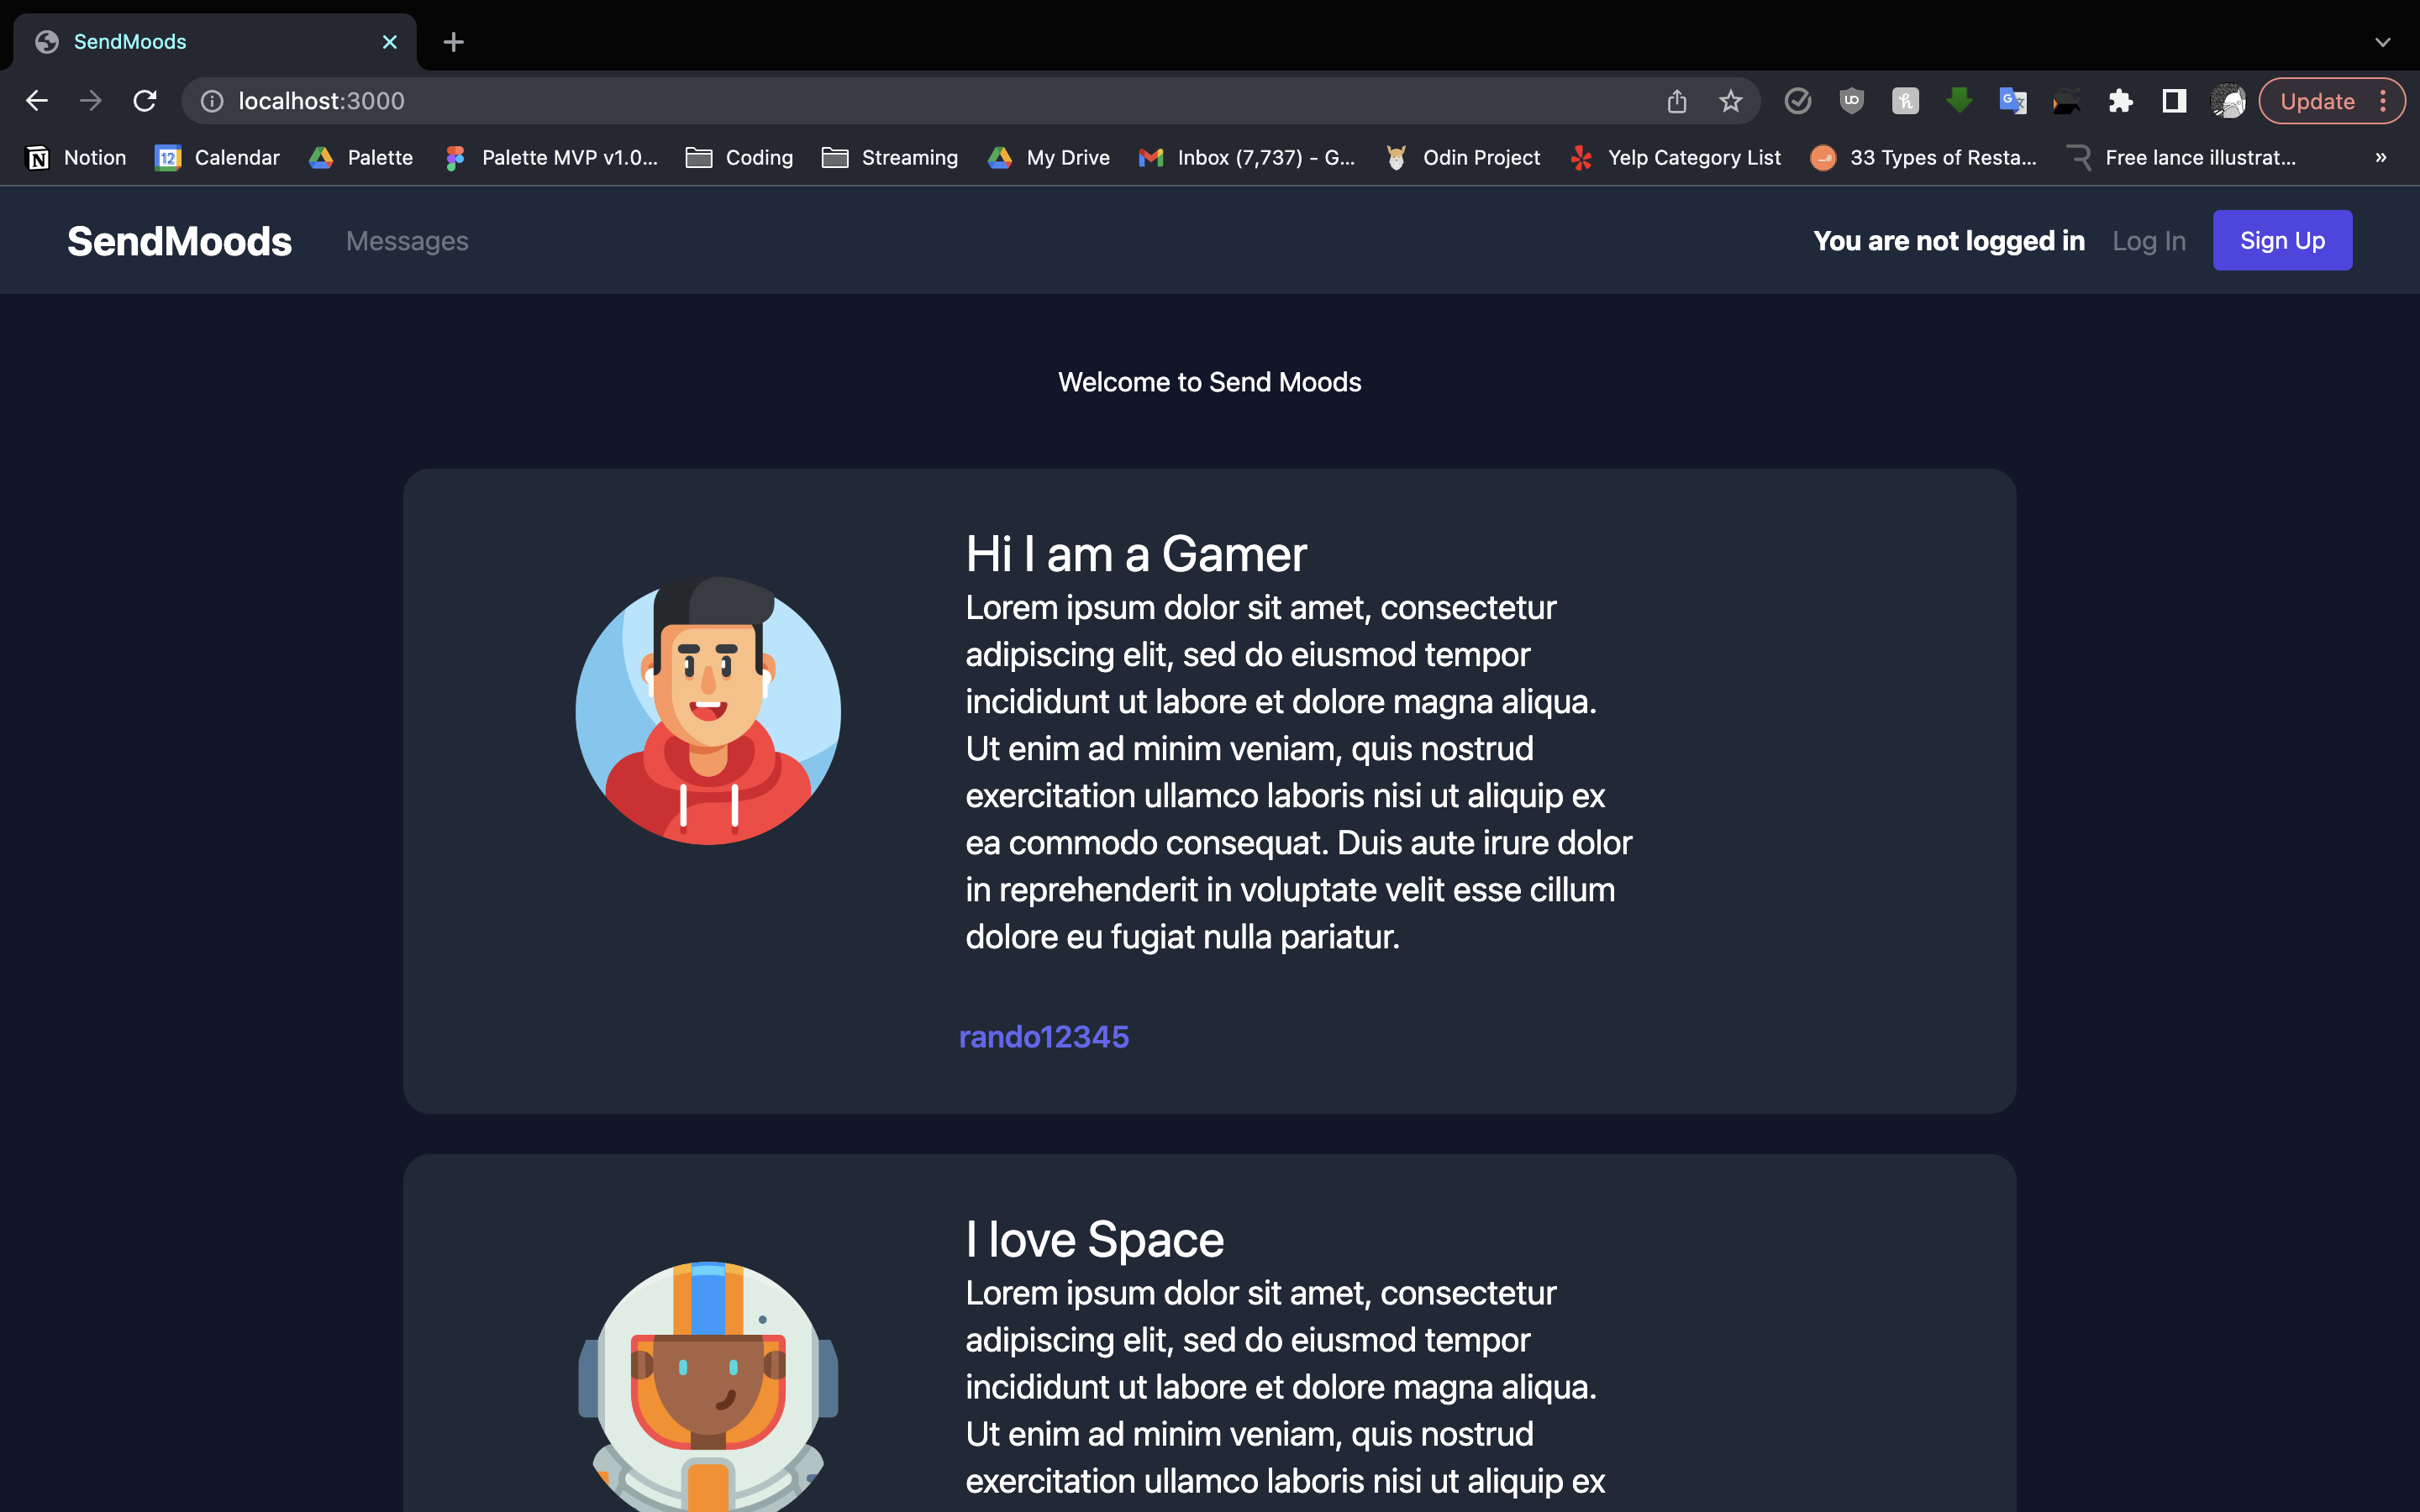 SendMoods
localhost:3000
Update
Notion
Calendar
Palette
Palette MVP v1.0...
Coding
Streaming
My Drive
Inbox (7,737) - G...
Odin Project
Yelp Category List
33 Types of Resta...
Free lance illustrat...
»
SendMoods
Messages
You are not logged in
Log In
Sign Up
Welcome to Send Moods
Hi I am a Gamer
Lorem ipsum dolor sit amet, consectetur
adipiscing elit, sed do eiusmod tempor
incididunt ut labore et dolore magna aliqua.
Ut enim ad minim veniam, quis nostrud
exercitation ullamco laboris nisi ut aliquip ex
ea commodo consequat. Duis aute irure dolor
in reprehenderit in voluptate velit esse cillum
dolore eu fugiat nulla pariatur.
rando12345
I love Space
Lorem ipsum dolor sit amet, consectetur
adipiscing elit, sed do eiusmod tempor
incididunt ut labore et dolore magna aliqua.
Ut enim ad minim veniam, quis nostrud
exercitation ullamco laboris nisi ut aliquip ex